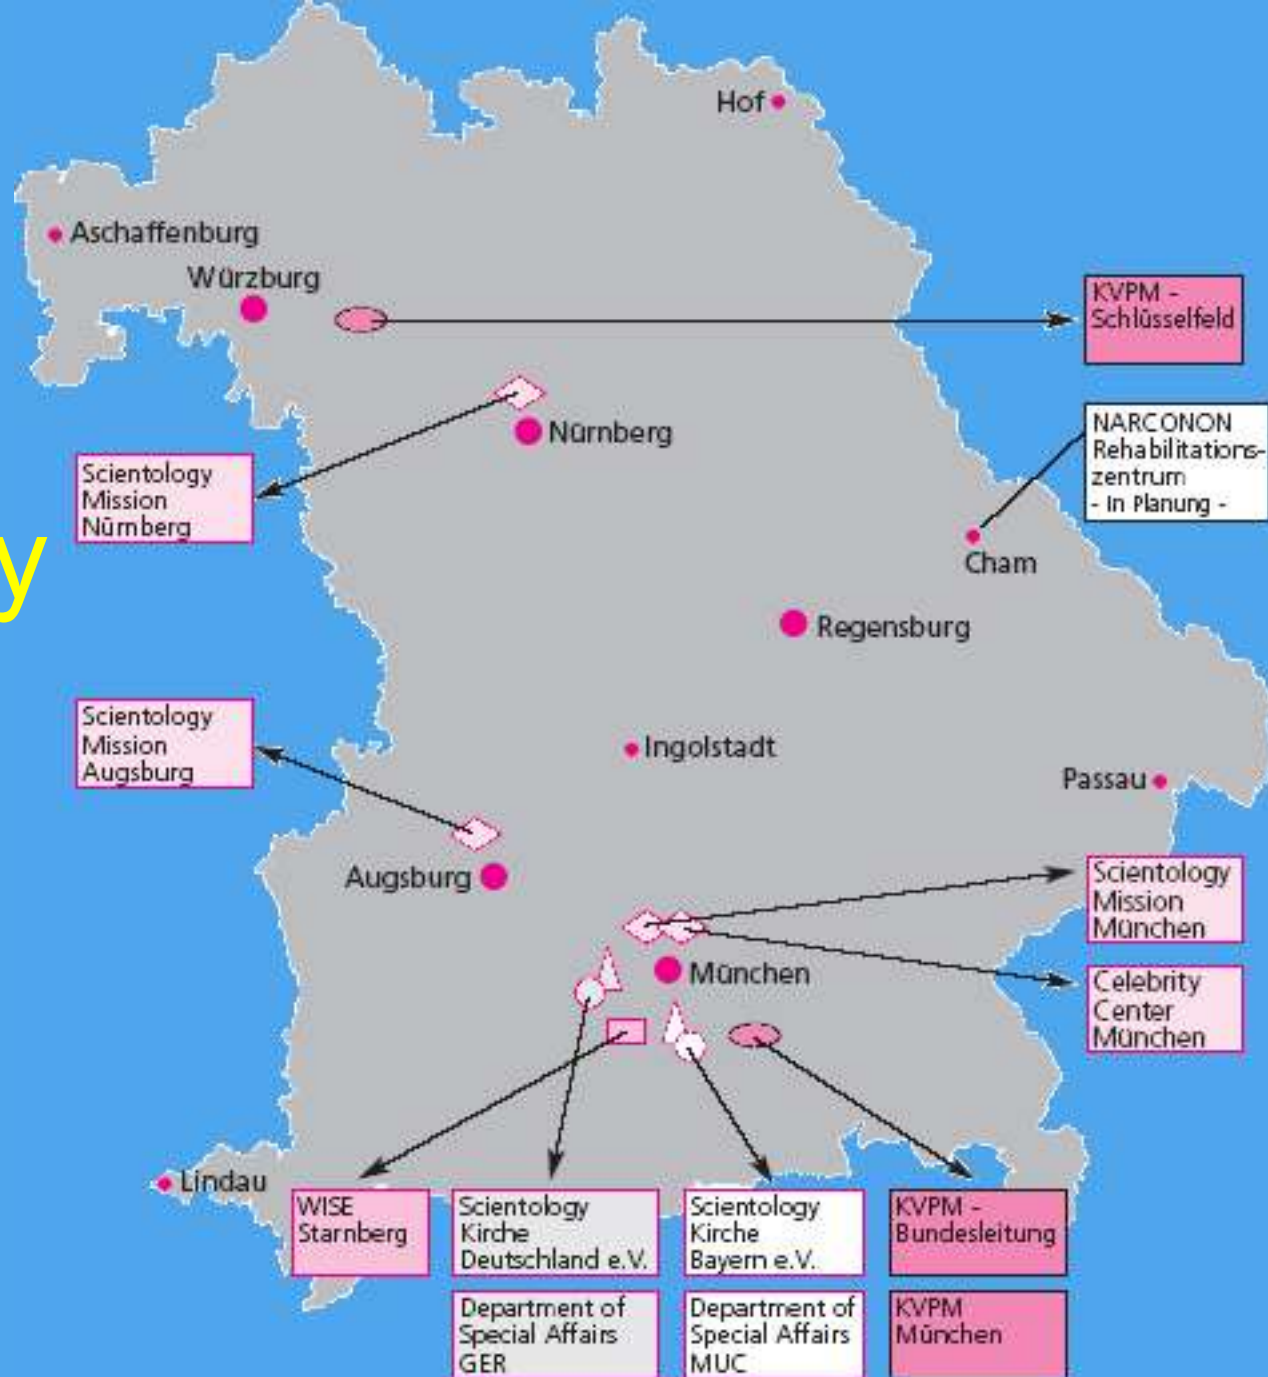 Hof
Aschaffenburg
Würzburg
KVPM -
Schlüsselfeld
Nürnberg
NARCONON
Rehabilitations-
zentrum
- In Planung -
Scientology
Mission
Nürnberg
y
Cham
Regensburg
Scientology
Mission
Augsburg
Ingolstadt
Passau
Augsburg
Scientology
Mission
München
München
Celebrity
Center
München
Lindau
WISE
Starnberg
Scientology
Kirche
Deutschland e.V.
Scientology
Kirche
Bayern e.V.
KVPM -
Bundesleitung
Department of
Special Affairs
GER
Department of
Special Affairs
MUC
KVPM
München